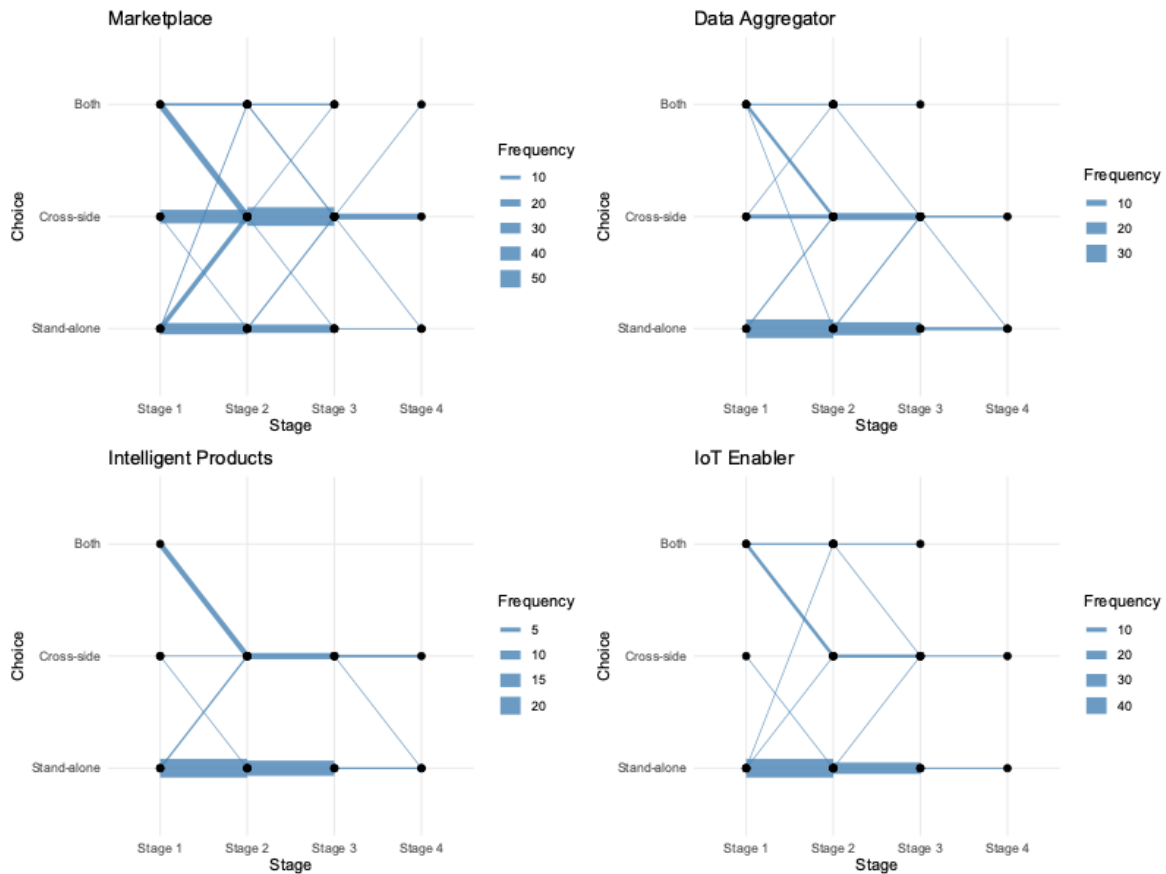 Marketplace
Both
Cross-side
Stand-alone
Choice
Stage 1 Stage 2 Stage 3 Stage 4
Stage
Frequency
10
20
30
40
50
Data Aggregator
Both
Cross-side
Stand-alone
Choice
Stage 1 Stage 2 Stage 3 Stage 4
Stage
Frequency
10
20
30
Intelligent Products
Both
Cross-side
Stand-alone
Choice
Stage 1 Stage 2 Stage 3 Stage 4
Stage
Frequency
5
10
15
20
IoT Enabler
Both
Cross-side
Stand-alone
Choice
Stage 1 Stage 2 Stage 3 Stage 4
Stage
Frequency
10
20
30
40